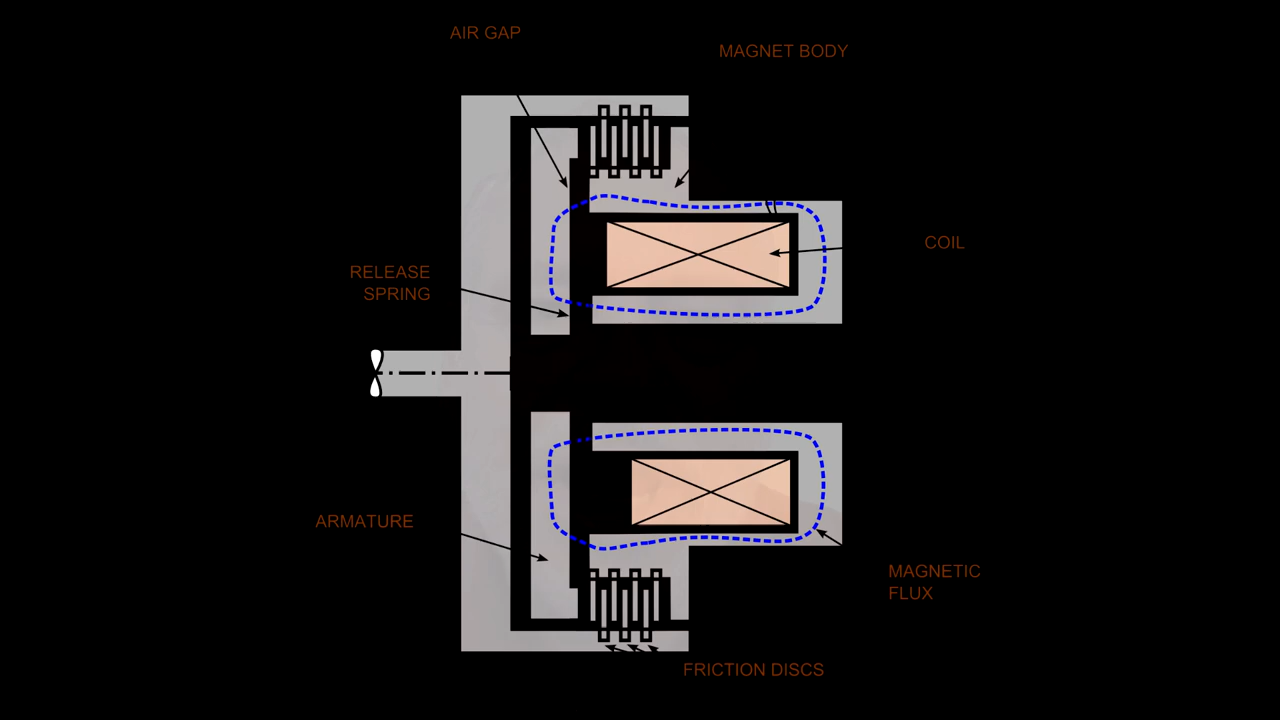 AIR GAP
MAGNET BODY
COIL
RELEASE
SPRING
ARMATURE
MAGNETIC
FLUX
FRICTION DISCS